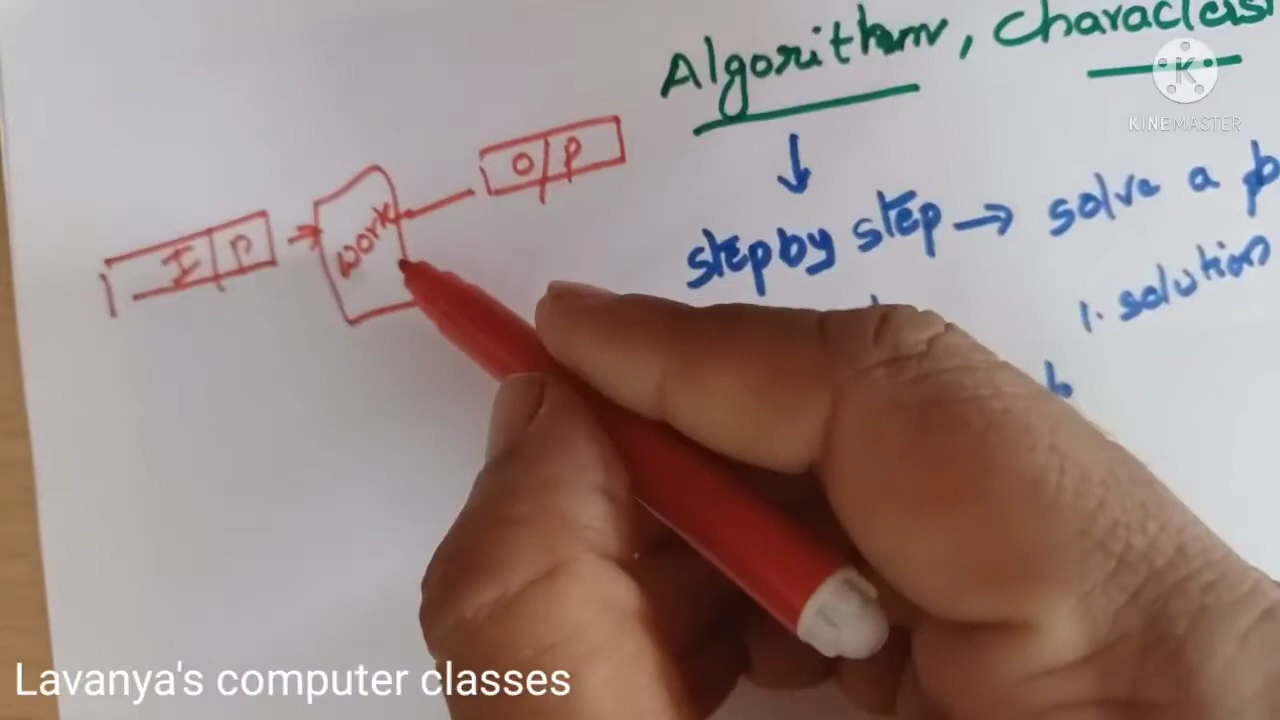 Algorithm, Characteris
step by step → solve a p
1. solution
I/P
work
O/P
KINEMASTER
Lavanya's computer classes